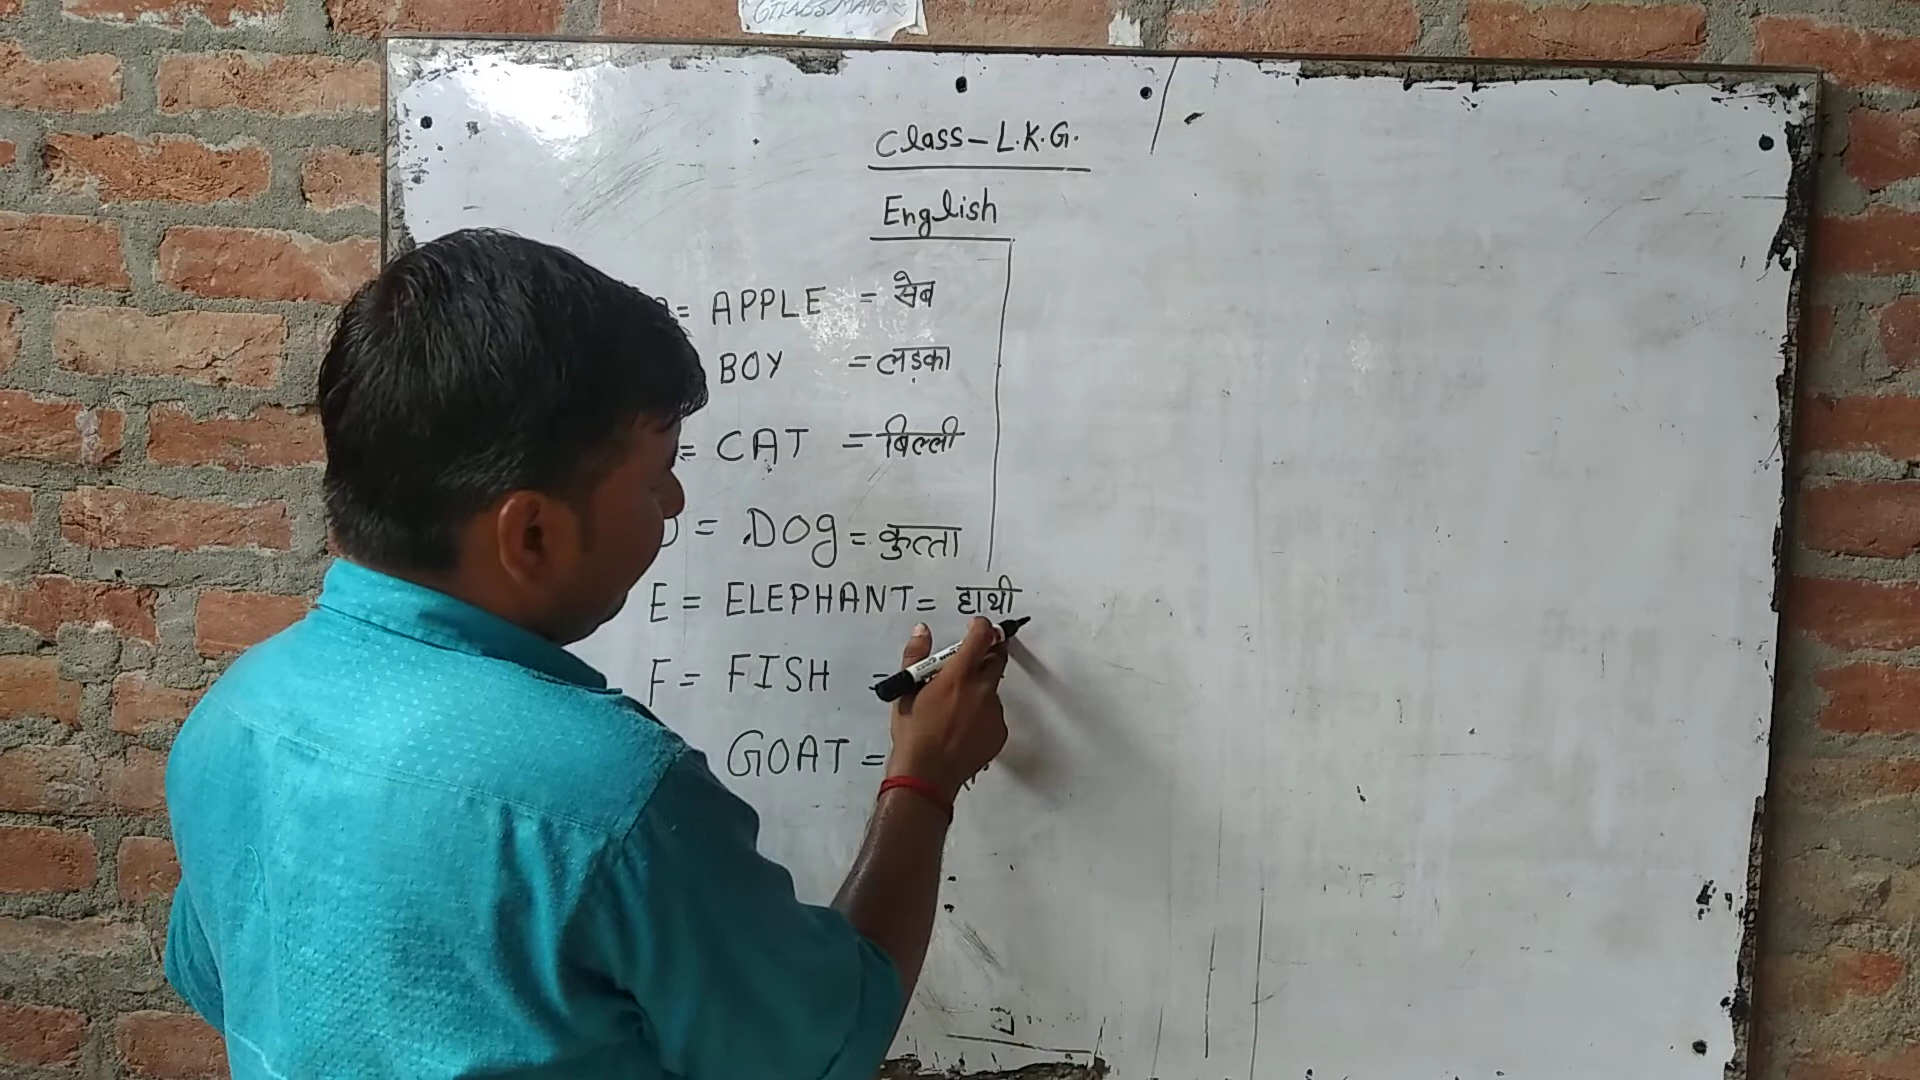 Class-L.K.G.
English
= APPLE = सेब
BOY = लड़का
= CAT = बिल्ली
D = DOg = कुत्ता
E = ELEPHANT = हाथी
F = FISH =
GOAT =